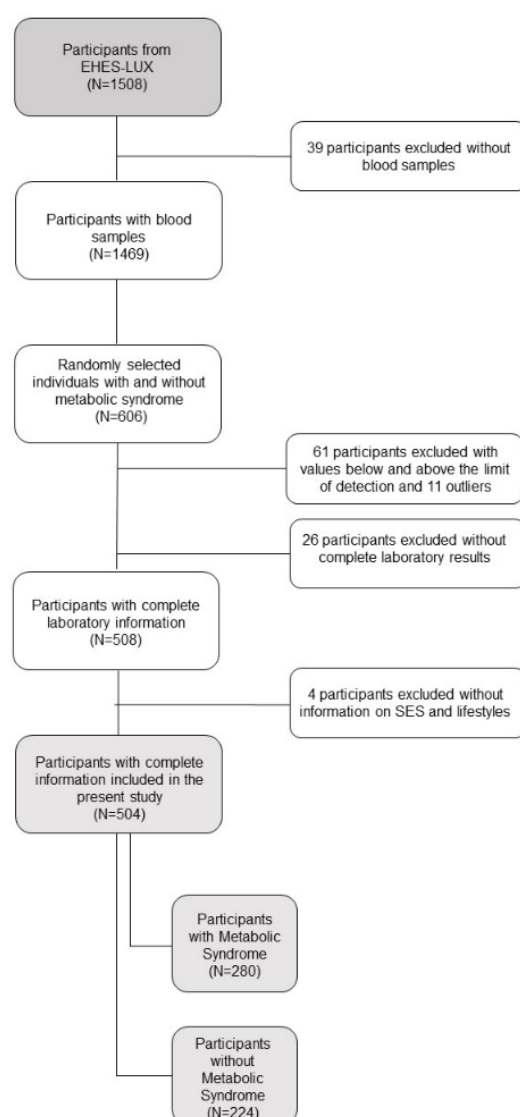 Participants from
EHES-LUX
(N=1508)
39 participants excluded without
blood samples
Participants with blood
samples
(N=1469)
Randomly selected
individuals with and without
metabolic syndrome
(N=606)
61 participants excluded with
values below and above the limit
of detection and 11 outliers
26 participants excluded without
complete laboratory results
Participants with complete
laboratory information
(N=508)
4 participants excluded without
information on SES and lifestyles
Participants with complete
information included in the
present study
(N=504)
Participants
with Metabolic
Syndrome
(N=280)
Participants
without
Metabolic
Syndrome
(N=224)